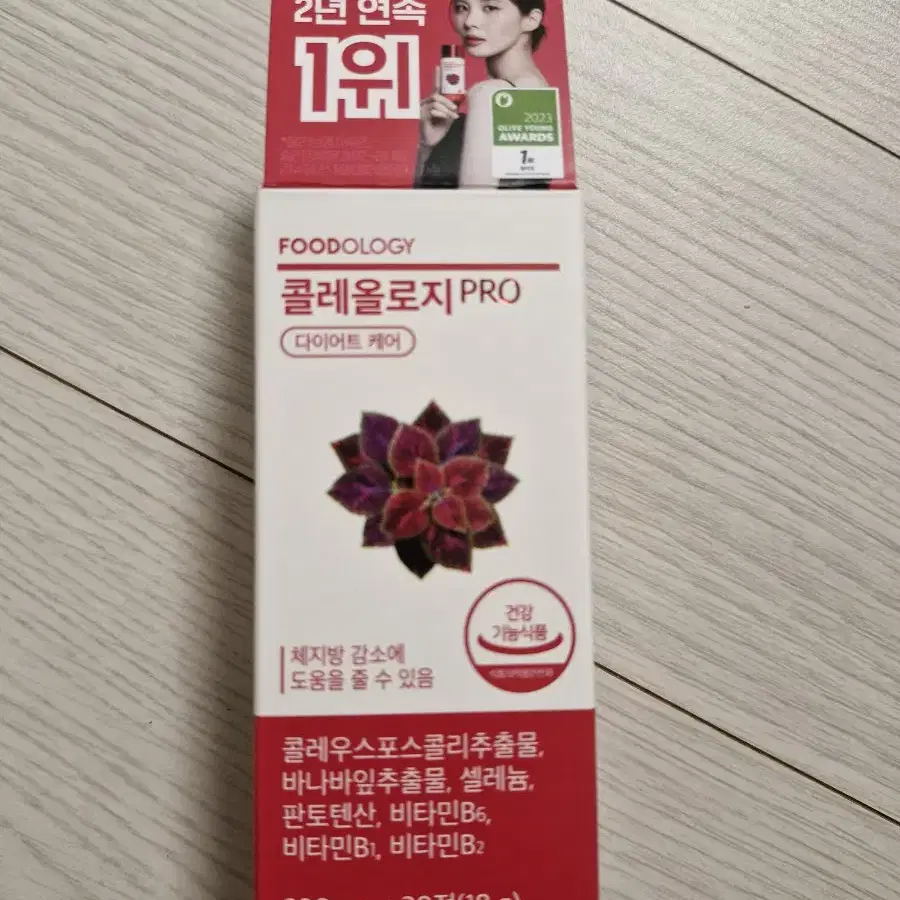 2년 연속
1위
2023
OLIVE YOUNG
AWARDS
1위
FOODOLOGY
콜레올로지 PRO
다이어트 케어
건강
기능식품
체지방 감소에
도움을 줄 수 있음
콜레우스포스콜리추출물,
바나바잎추출물, 셀레늄,
판토텐산, 비타민B6,
비타민B1, 비타민B2